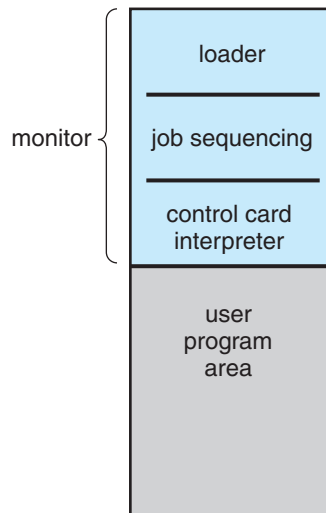 loader
monitor
job sequencing
control card
interpreter
user
program
area